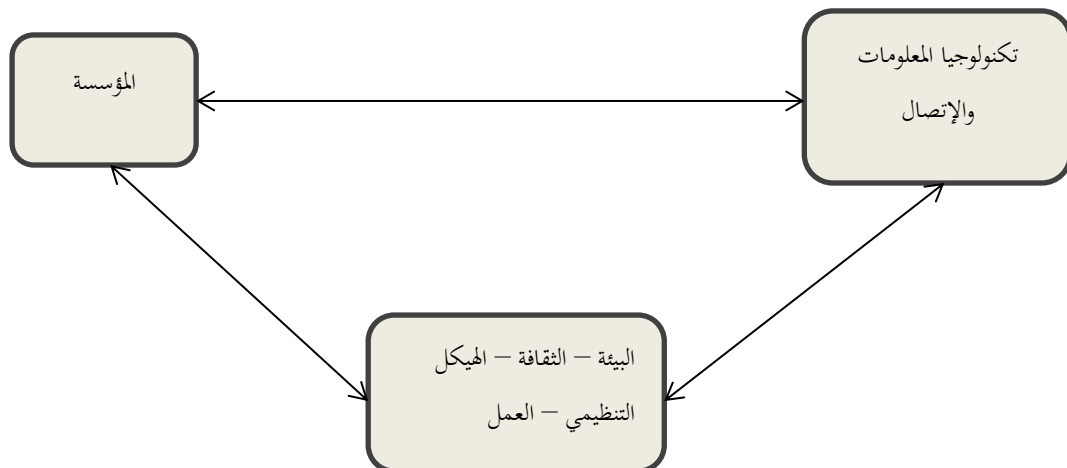 تكنولوجيا المعلومات
والإتصال
المؤسسة
البيئة – الثقافة – الهيكل
التنظيمي – العمل